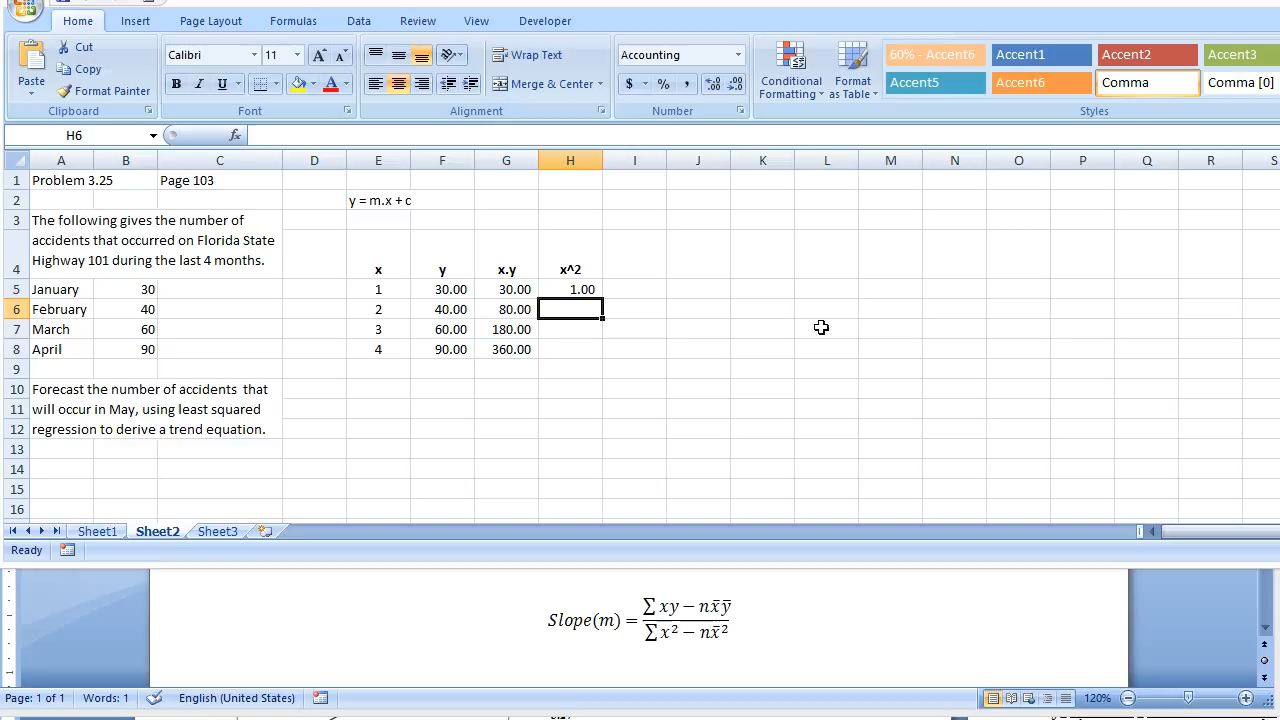 Home Insert Page Layout Formulas Data Review View Developer
Paste Cut Calibri 11 Wrap Text Accounting Conditional Formatting Format as Table 60% - Accent6 Accent1 Accent2 Accent3
Copy
Format Painter B I U Merge & Center $ % , Accent5 Accent6 Comma Comma [0]
Clipboard Font Alignment Number Styles
H6 fx
A B C D E F G H I J K L M N O P Q R S
1 Problem 3.25 Page 103
2 y = m.x + c
3 The following gives the number of
accidents that occurred on Florida State
4 Highway 101 during the last 4 months. x y x.y x^2
5 January 30 1 30.00 30.00 1.00
6 February 40 2 40.00 80.00
7 March 60 3 60.00 180.00
8 April 90 4 90.00 360.00
9
10 Forecast the number of accidents that
11 will occur in May, using least squared
12 regression to derive a trend equation.
13
14
15
16
Sheet1 Sheet2 Sheet3
Ready
Slope(m) = (∑ xy − nx̄ȳ) / (∑ x² − nx̄²)
Page: 1 of 1 Words: 1 English (United States) 120%